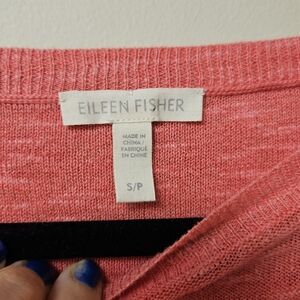 EILEEN FISHER
MADE IN
CHINA /
FABRIQUÉ
EN CHINE
S/P